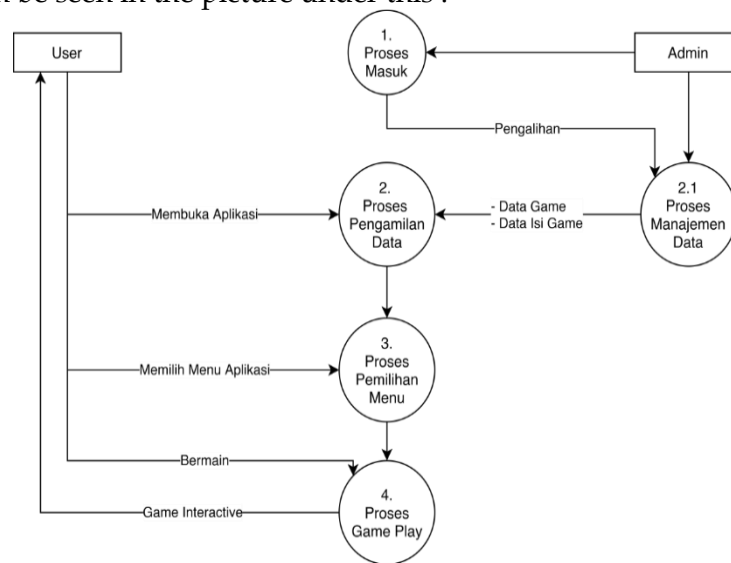 n be seen in the picture under this :
User
1.
Proses
Masuk
Admin
Pengalihan
2.
Proses
Pengamilan
Data
- Data Game
- Data Isi Game
2.1
Proses
Manajemen
Data
Membuka Aplikasi
3.
Proses
Pemilihan
Menu
Memilih Menu Aplikasi
Bermain
4.
Proses
Game Play
Game Interactive